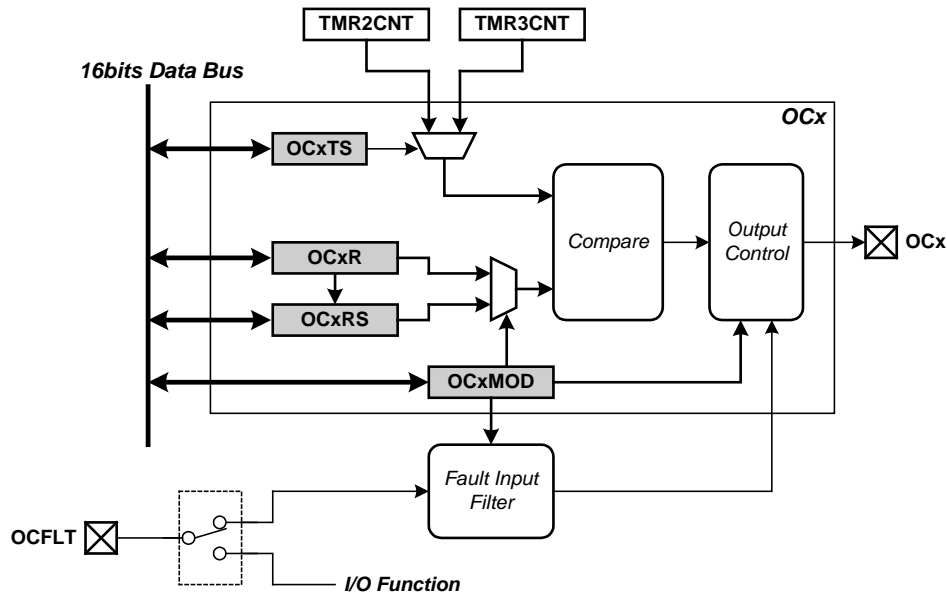 TMR2CNT
TMR3CNT
16bits Data Bus
OCx
OCxTS
OCxR
OCxRS
OCxMOD
Compare
Output
Control
OCx
Fault Input
Filter
OCFLT
I/O Function